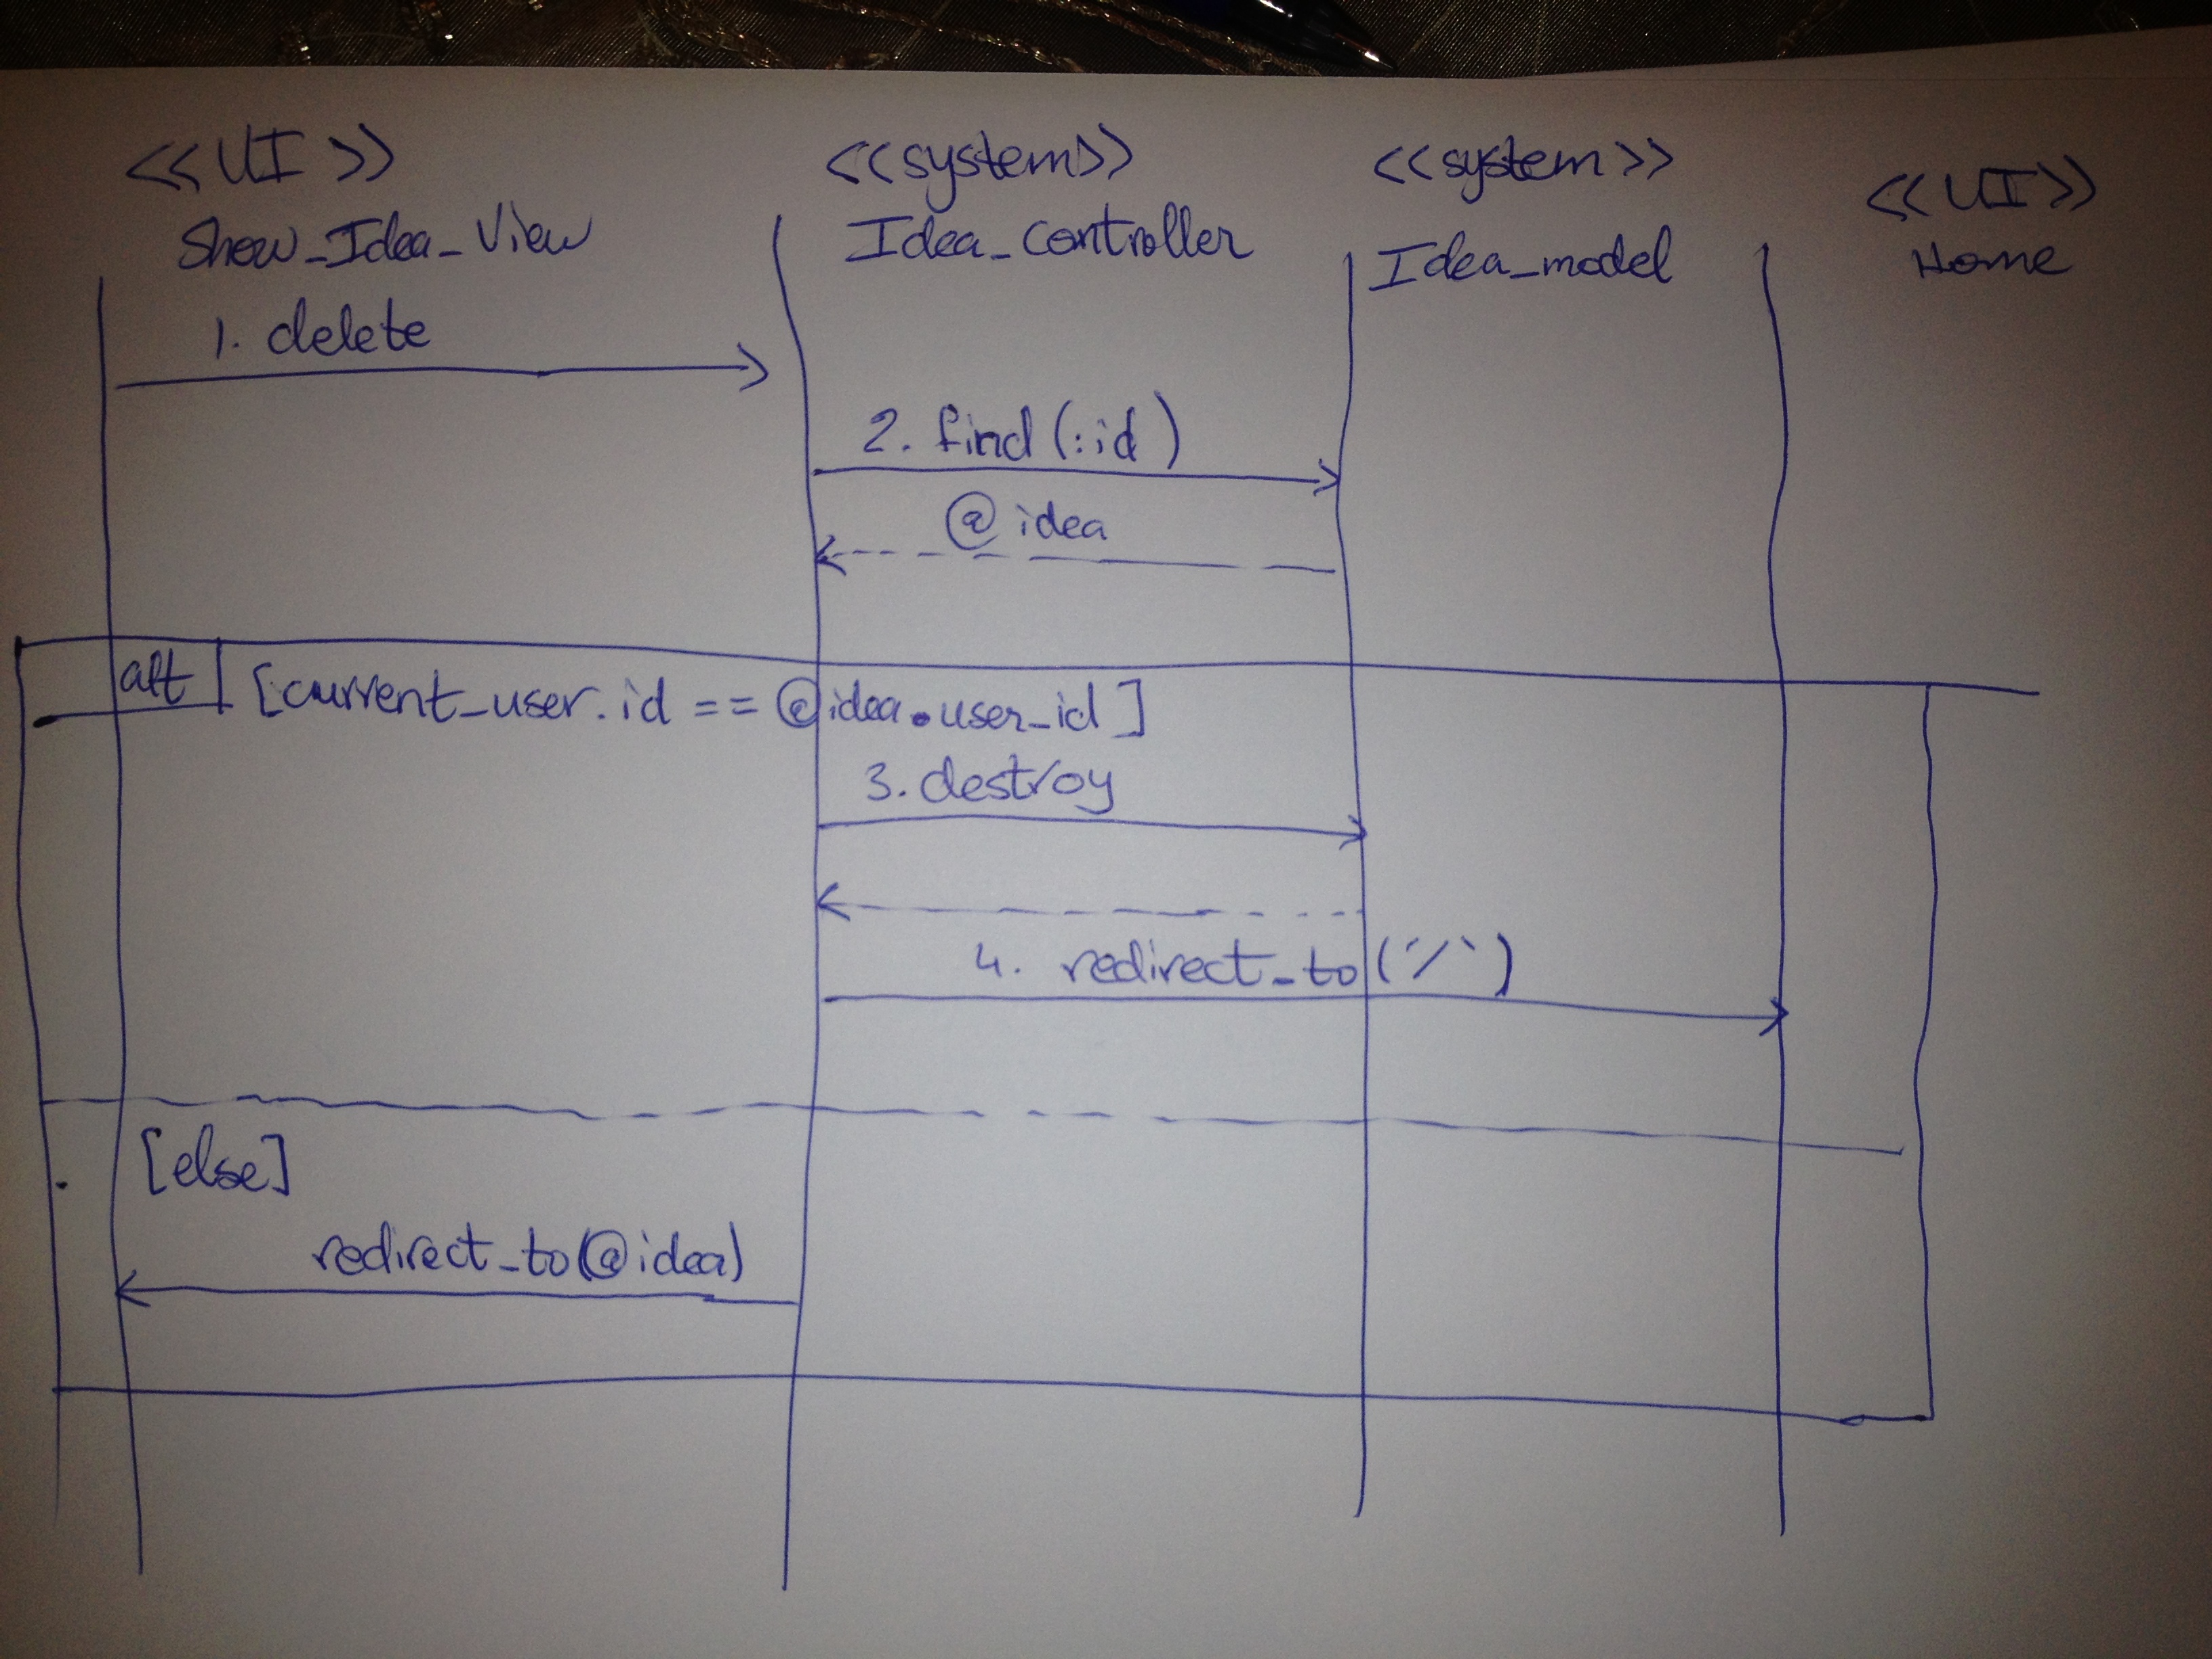 <<UI>>
Show_Idea_View
<<system>>
Idea_controller
<<system>>
Idea_model
<<UI>>
Home
1. delete
2. find(:id)
@idea
alt [current_user.id == @idea.user_id]
3. destroy
4. redirect_to('/')
[else]
redirect_to(@idea)